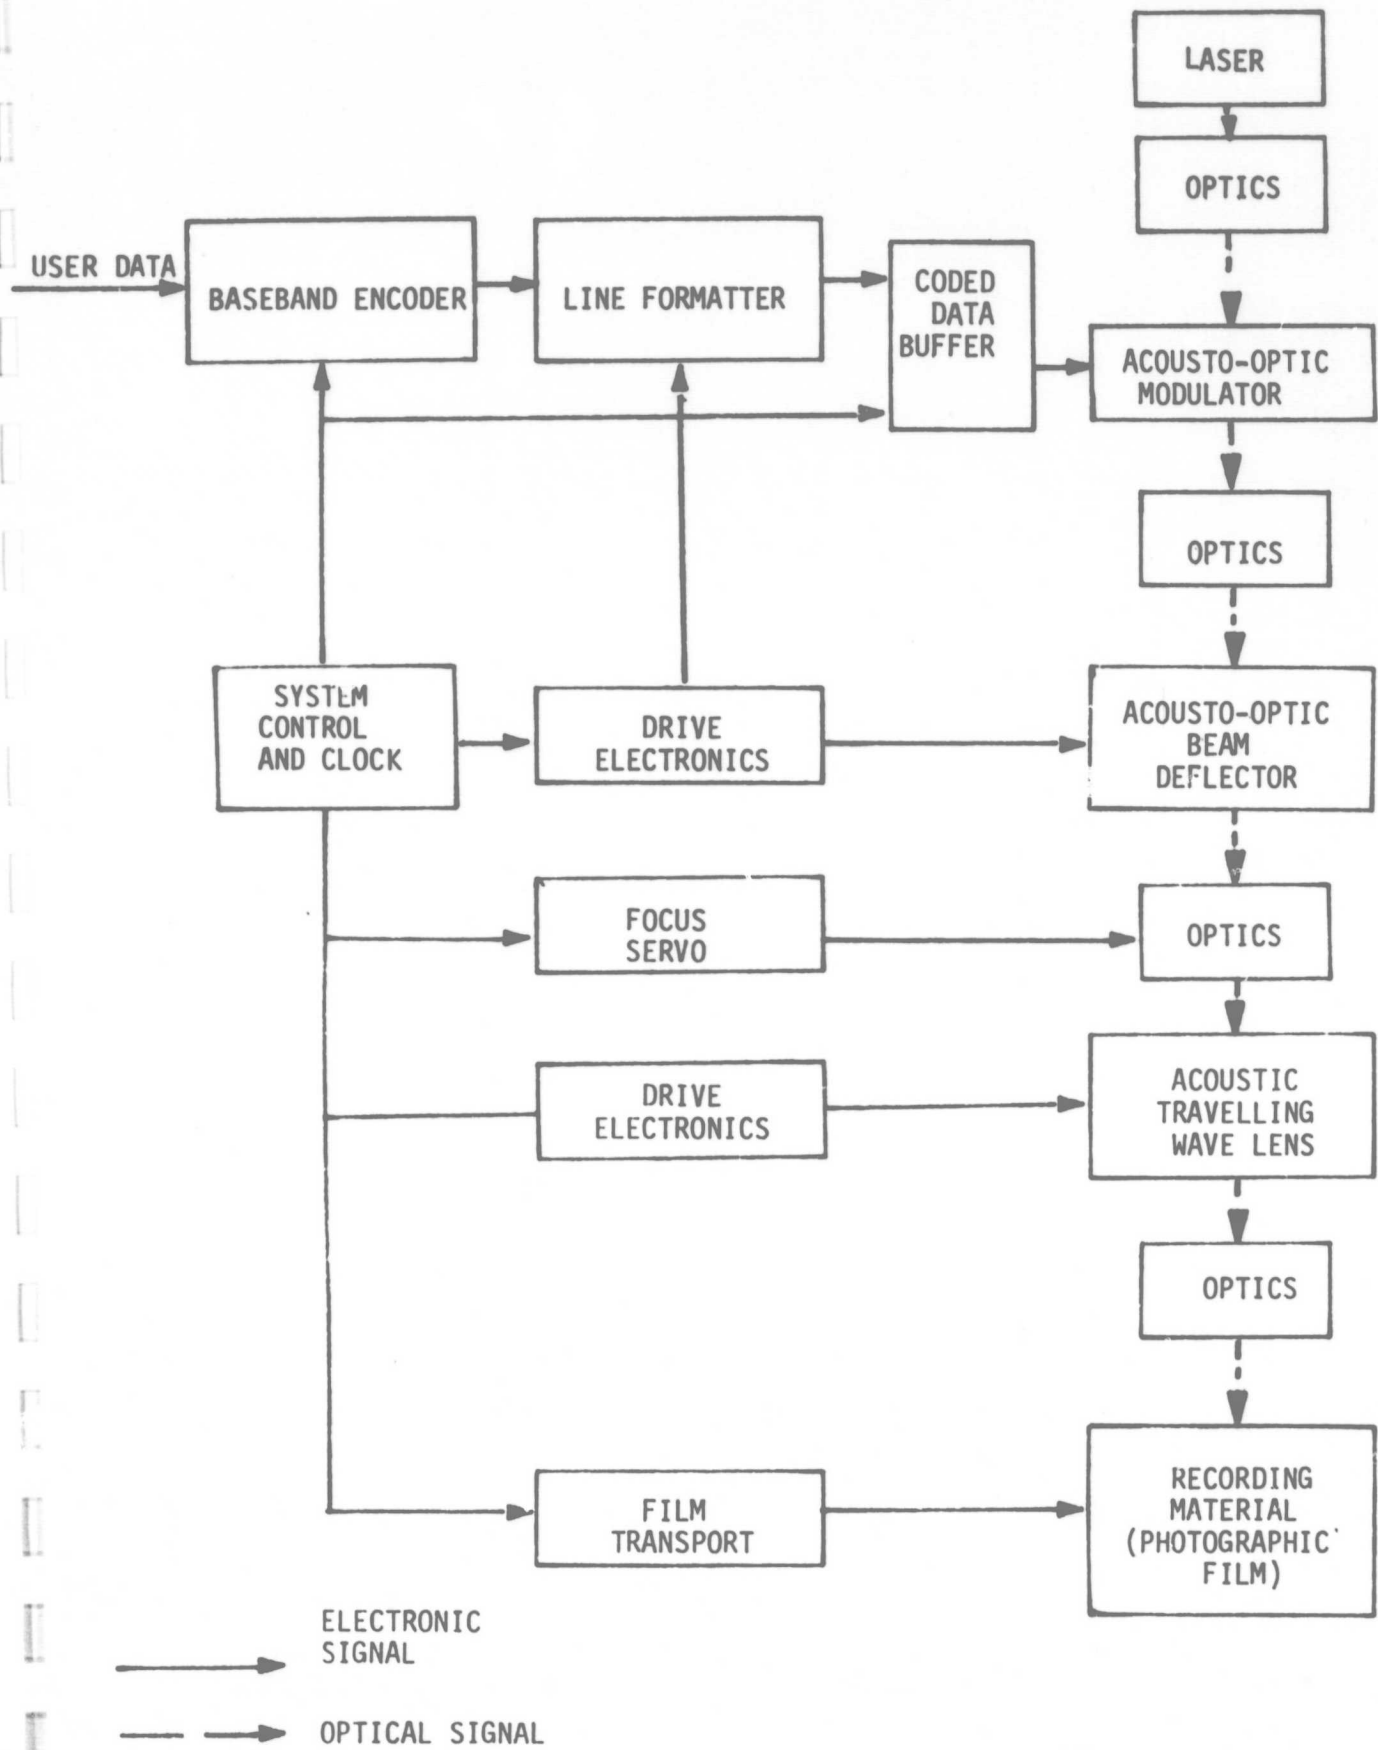 LASER
OPTICS
USER DATA
BASEBAND ENCODER
LINE FORMATTER
CODED
DATA
BUFFER
ACOUSTO-OPTIC
MODULATOR
OPTICS
SYSTEM
CONTROL
AND CLOCK
DRIVE
ELECTRONICS
ACOUSTO-OPTIC
BEAM
DEFLECTOR
FOCUS
SERVO
OPTICS
DRIVE
ELECTRONICS
ACOUSTIC
TRAVELLING
WAVE LENS
OPTICS
FILM
TRANSPORT
RECORDING
MATERIAL
(PHOTOGRAPHIC
FILM)
ELECTRONIC
SIGNAL
OPTICAL SIGNAL